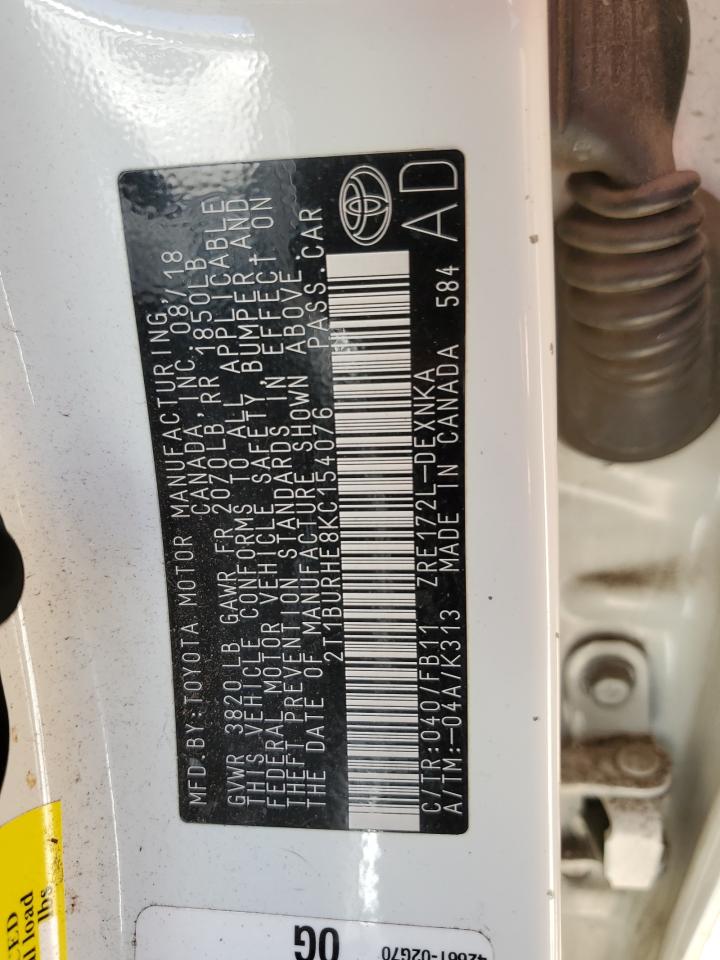 MFD.BY:TOYOTA MOTOR MANUFACTURING,
CANADA, INC. 08/18
GVWR 3820 LB GAWR FR 2070LB, RR 1850LB
THIS VEHICLE CONFORMS TO ALL APPLICABLE
FEDERAL MOTOR VEHICLE SAFETY, BUMPER AND
THEFT PREVENTION STANDARDS IN EFFECT ON
THE DATE OF MANUFACTURE SHOWN ABOVE.
2T1BURHE8KC154076 PASS.CAR
C/TR:040/FB11 ZRE172L-DEXNKA
A/TM:-04A/K313 MADE IN CANADA 584
AD
load
lbs
0G
42661-02G70